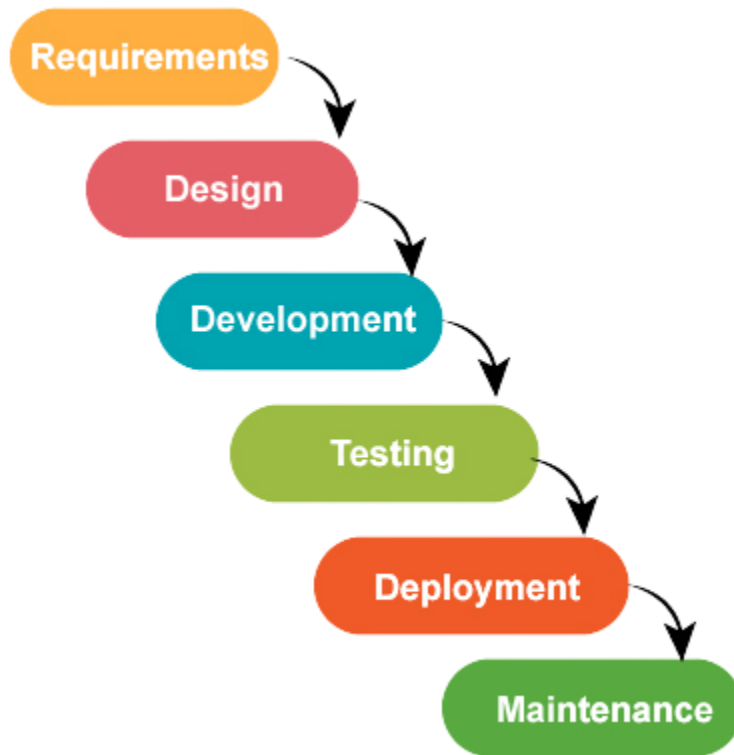 Requirements
Design
Development
Testing
Deployment
Maintenance